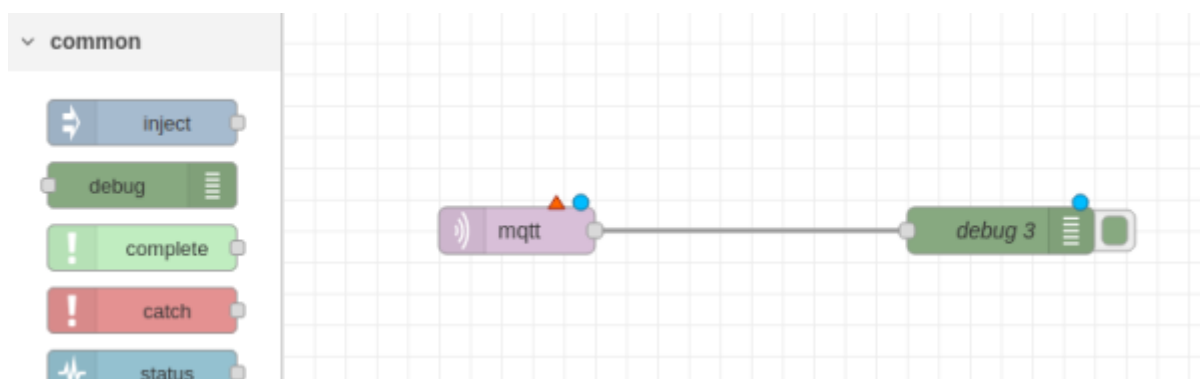 common
inject
debug
complete
catch
status
mqtt
debug 3